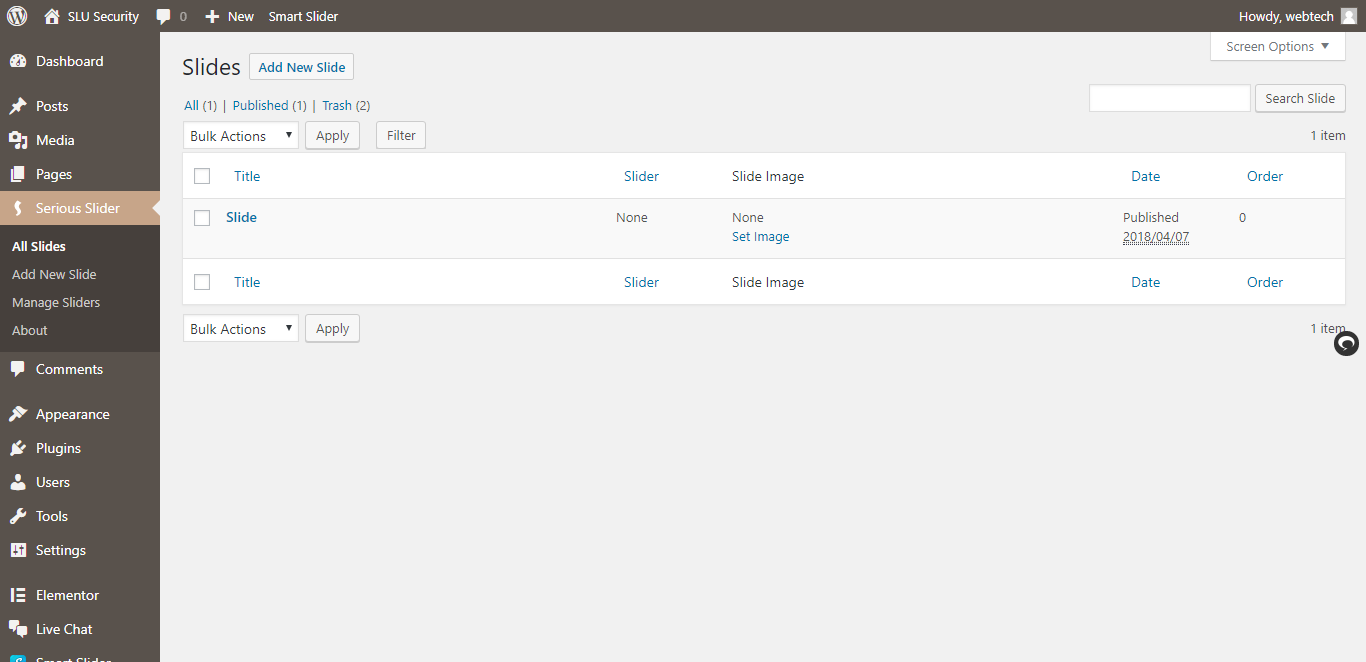 SLU Security 0 New Smart Slider Howdy, webtech
Screen Options
Dashboard
Posts
Media
Pages
Serious Slider
All Slides
Add New Slide
Manage Sliders
About
Comments
Appearance
Plugins
Users
Tools
Settings
Elementor
Live Chat
Smart Slider
Slides Add New Slide
All (1) | Published (1) | Trash (2)
Search Slide
Bulk Actions Apply Filter 1 item
Title Slider Slide Image Date Order
Slide None None Published 0
Set Image 2018/04/07
Title Slider Slide Image Date Order
Bulk Actions Apply 1 item